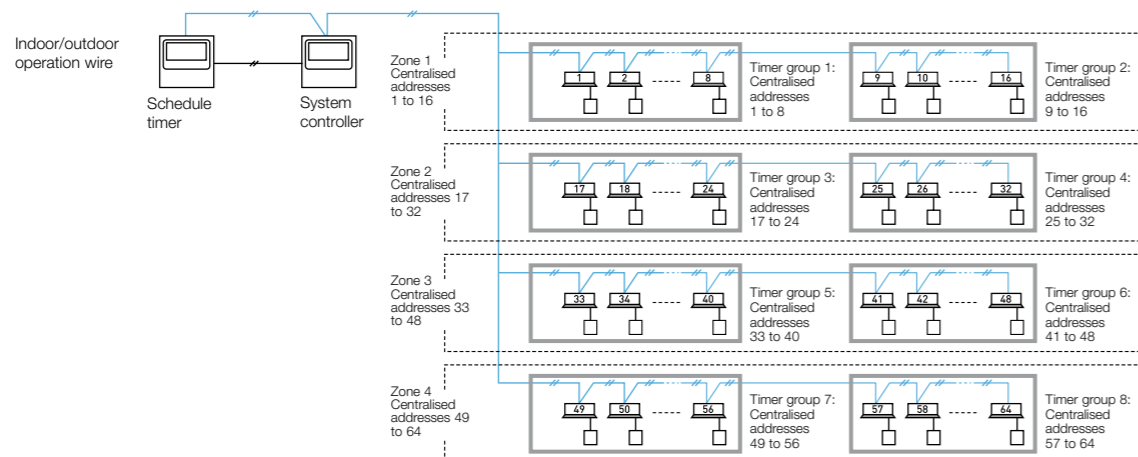 Indoor/outdoor
operation wire
Schedule
timer
System
controller
Zone 1
Centralised
addresses
1 to 16
1 2 8
Timer group 1:
Centralised
addresses
1 to 8
9 10 16
Timer group 2:
Centralised
addresses
9 to 16
Zone 2
Centralised
addresses 17
to 32
17 18 24
Timer group 3:
Centralised
addresses
17 to 24
25 26 32
Timer group 4:
Centralised
addresses
25 to 32
Zone 3
Centralised
addresses 33
to 48
33 34 40
Timer group 5:
Centralised
addresses
33 to 40
41 42 48
Timer group 6:
Centralised
addresses
41 to 48
Zone 4
Centralised
addresses 49
to 64
49 50 56
Timer group 7:
Centralised
addresses
49 to 56
57 58 64
Timer group 8:
Centralised
addresses
57 to 64